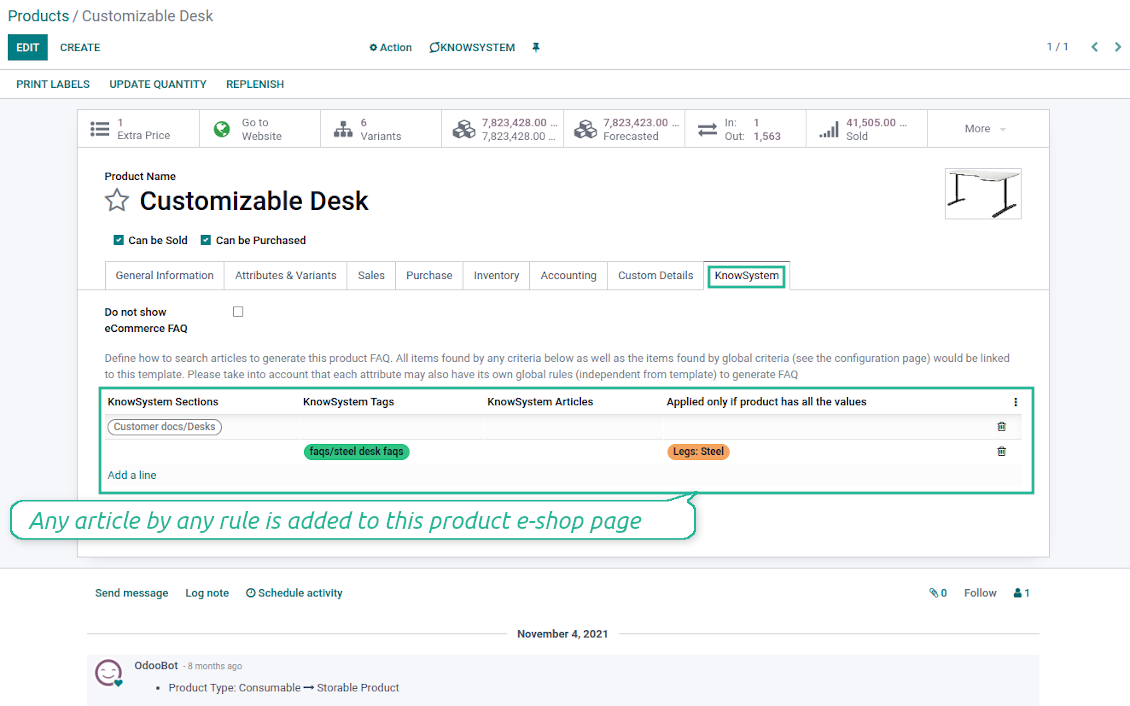 Products / Customizable Desk
EDIT CREATE Action KNOWSYSTEM 1 / 1
PRINT LABELS UPDATE QUANTITY REPLENISH
1
Extra Price
Go to
Website
6
Variants
7,823,428.00 ...
7,823,428.00 ...
7,823,423.00 ...
Forecasted
In: 1
Out: 1,563
41,505.00 ...
Sold
More
Product Name
Customizable Desk
Can be Sold Can be Purchased
General Information Attributes & Variants Sales Purchase Inventory Accounting Custom Details KnowSystem
Do not show
eCommerce FAQ
Define how to search articles to generate this product FAQ. All items found by any criteria below as well as the items found by global criteria (see the configuration page) would be linked
to this template. Please take into account that each attribute may also have its own global rules (independent from template) to generate FAQ
KnowSystem Sections KnowSystem Tags KnowSystem Articles Applied only if product has all the values
Customer docs/Desks
faqs/steel desk faqs Legs: Steel
Add a line
Any article by any rule is added to this product e-shop page
Send message Log note Schedule activity 0 Follow 1
November 4, 2021
OdooBot - 8 months ago
• Product Type: Consumable → Storable Product